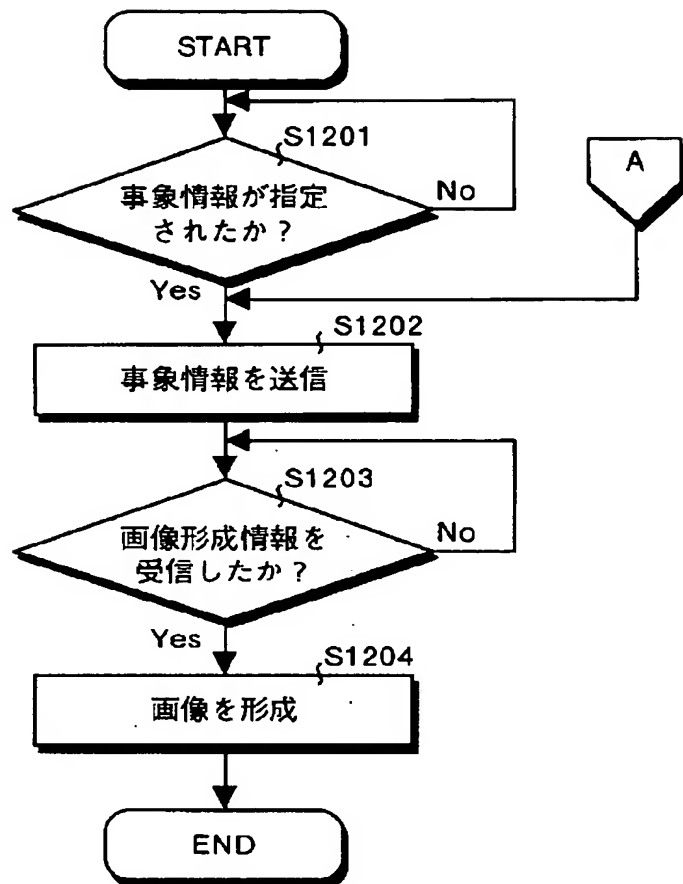 START
S1201
事象情報が指定
されたか？
No
A
Yes
S1202
事象情報を送信
S1203
画像形成情報を
受信したか？
No
Yes
S1204
画像を形成
END